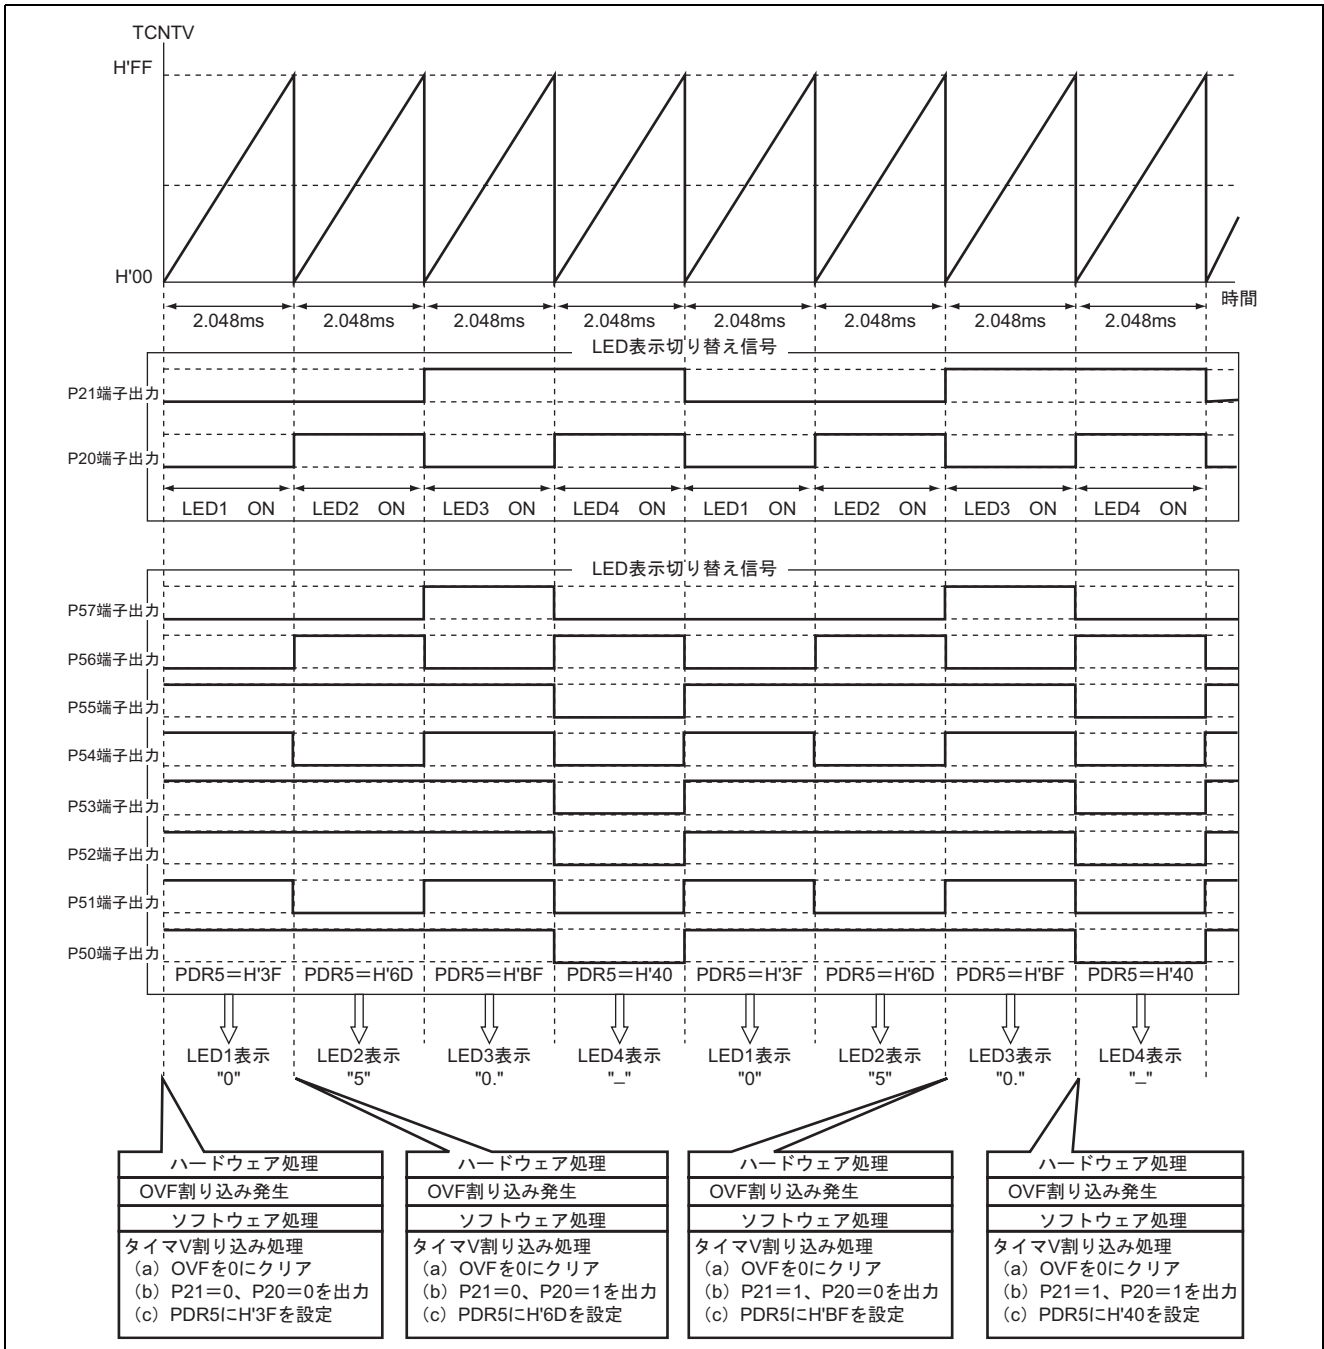 TCNTV
H'FF
H'00
時間
2.048ms 2.048ms 2.048ms 2.048ms 2.048ms 2.048ms 2.048ms 2.048ms
LED表示切り替え信号
P21端子出力
P20端子出力
LED1 ON LED2 ON LED3 ON LED4 ON LED1 ON LED2 ON LED3 ON LED4 ON
LED表示切り替え信号
P57端子出力
P56端子出力
P55端子出力
P54端子出力
P53端子出力
P52端子出力
P51端子出力
P50端子出力
PDR5＝H'3F PDR5＝H'6D PDR5＝H'BF PDR5＝H'40 PDR5＝H'3F PDR5＝H'6D PDR5＝H'BF PDR5＝H'40
LED1表示 LED2表示 LED3表示 LED4表示 LED1表示 LED2表示 LED3表示 LED4表示
"0" "5" "0." "_" "0" "5" "0." "_"
ハードウェア処理
OVF割り込み発生
ソフトウェア処理
タイマV割り込み処理
（a）OVFを0にクリア
（b）P21＝0、P20＝0を出力
（c）PDR5にH'3Fを設定
ハードウェア処理
OVF割り込み発生
ソフトウェア処理
タイマV割り込み処理
（a）OVFを0にクリア
（b）P21＝0、P20＝1を出力
（c）PDR5にH'6Dを設定
ハードウェア処理
OVF割り込み発生
ソフトウェア処理
タイマV割り込み処理
（a）OVFを0にクリア
（b）P21＝1、P20＝0を出力
（c）PDR5にH'BFを設定
ハードウェア処理
OVF割り込み発生
ソフトウェア処理
タイマV割り込み処理
（a）OVFを0にクリア
（b）P21＝1、P20＝1を出力
（c）PDR5にH'40を設定